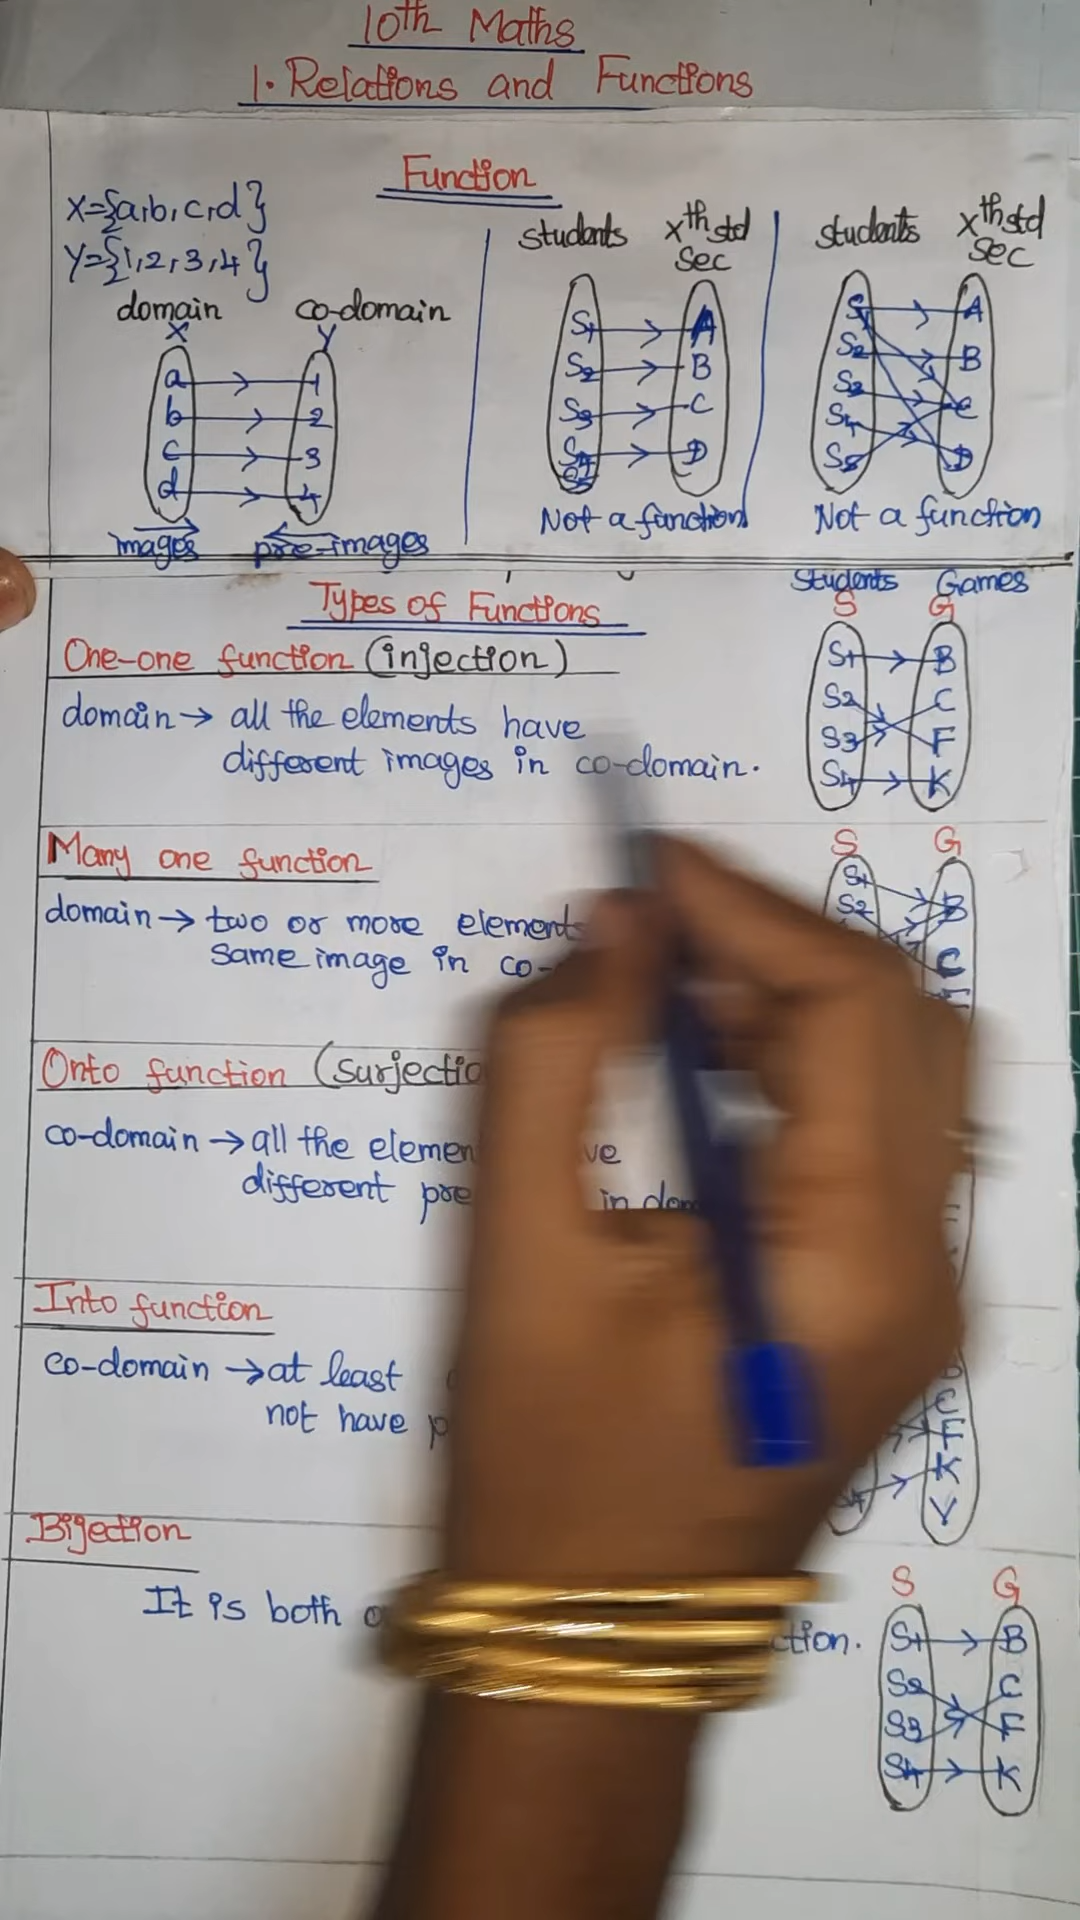 10th Maths
1. Relations and Functions
Function
X={a,b,c,d}
Y={1,2,3,4}
domain co-domain
X Y
a 1
b 2
c 3
d 4
images pre-images
students Xth std
sec
S1 A
S2 B
S3 C
S4 D
S5
Not a function
students Xth std
sec
S1 A
S2 B
S3 C
S4 D
S5
Not a function
Types of Functions
One-one function (injection)
domain → all the elements have
different images in co-domain.
Students Games
S G
S1 B
S2 C
S3 F
S4 K
Many one function
domain → two or more elements
same image in co-
S G
S1 B
S2 C
Onto function (surjectio
co-domain → all the elemen ve
different pre in dom
Into function
co-domain → at least
not have p
C
F
K
V
Bijection
It is both ction.
S G
S1 B
S2 C
S3 F
S4 K